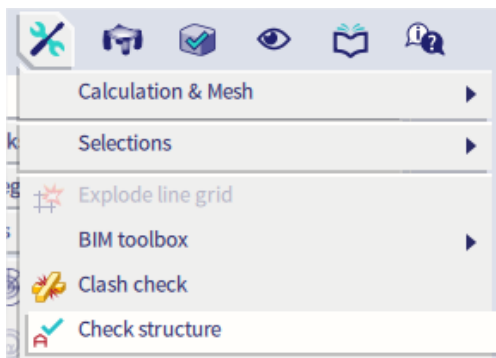 Calculation & Mesh
Selections
Explode line grid
BIM toolbox
Clash check
Check structure